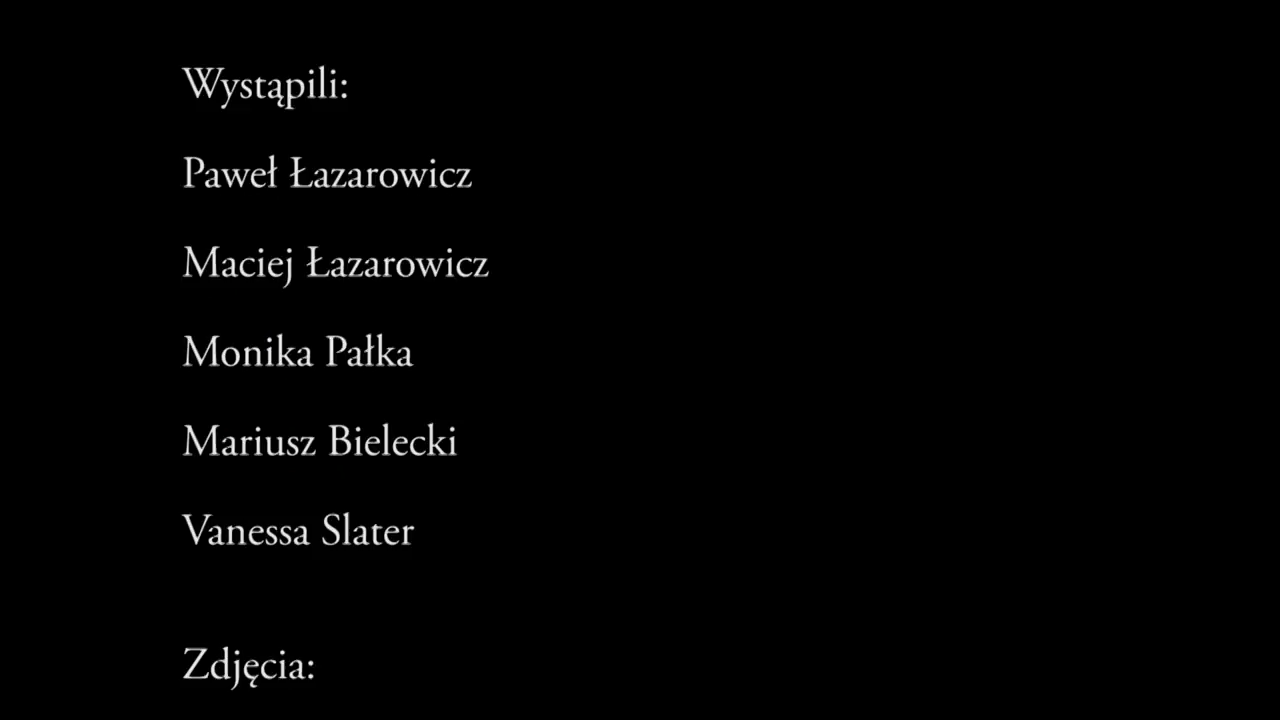 Wystąpili:
Paweł Łazarowicz
Maciej Łazarowicz
Monika Pałka
Mariusz Bielecki
Vanessa Slater
Zdjęcia: